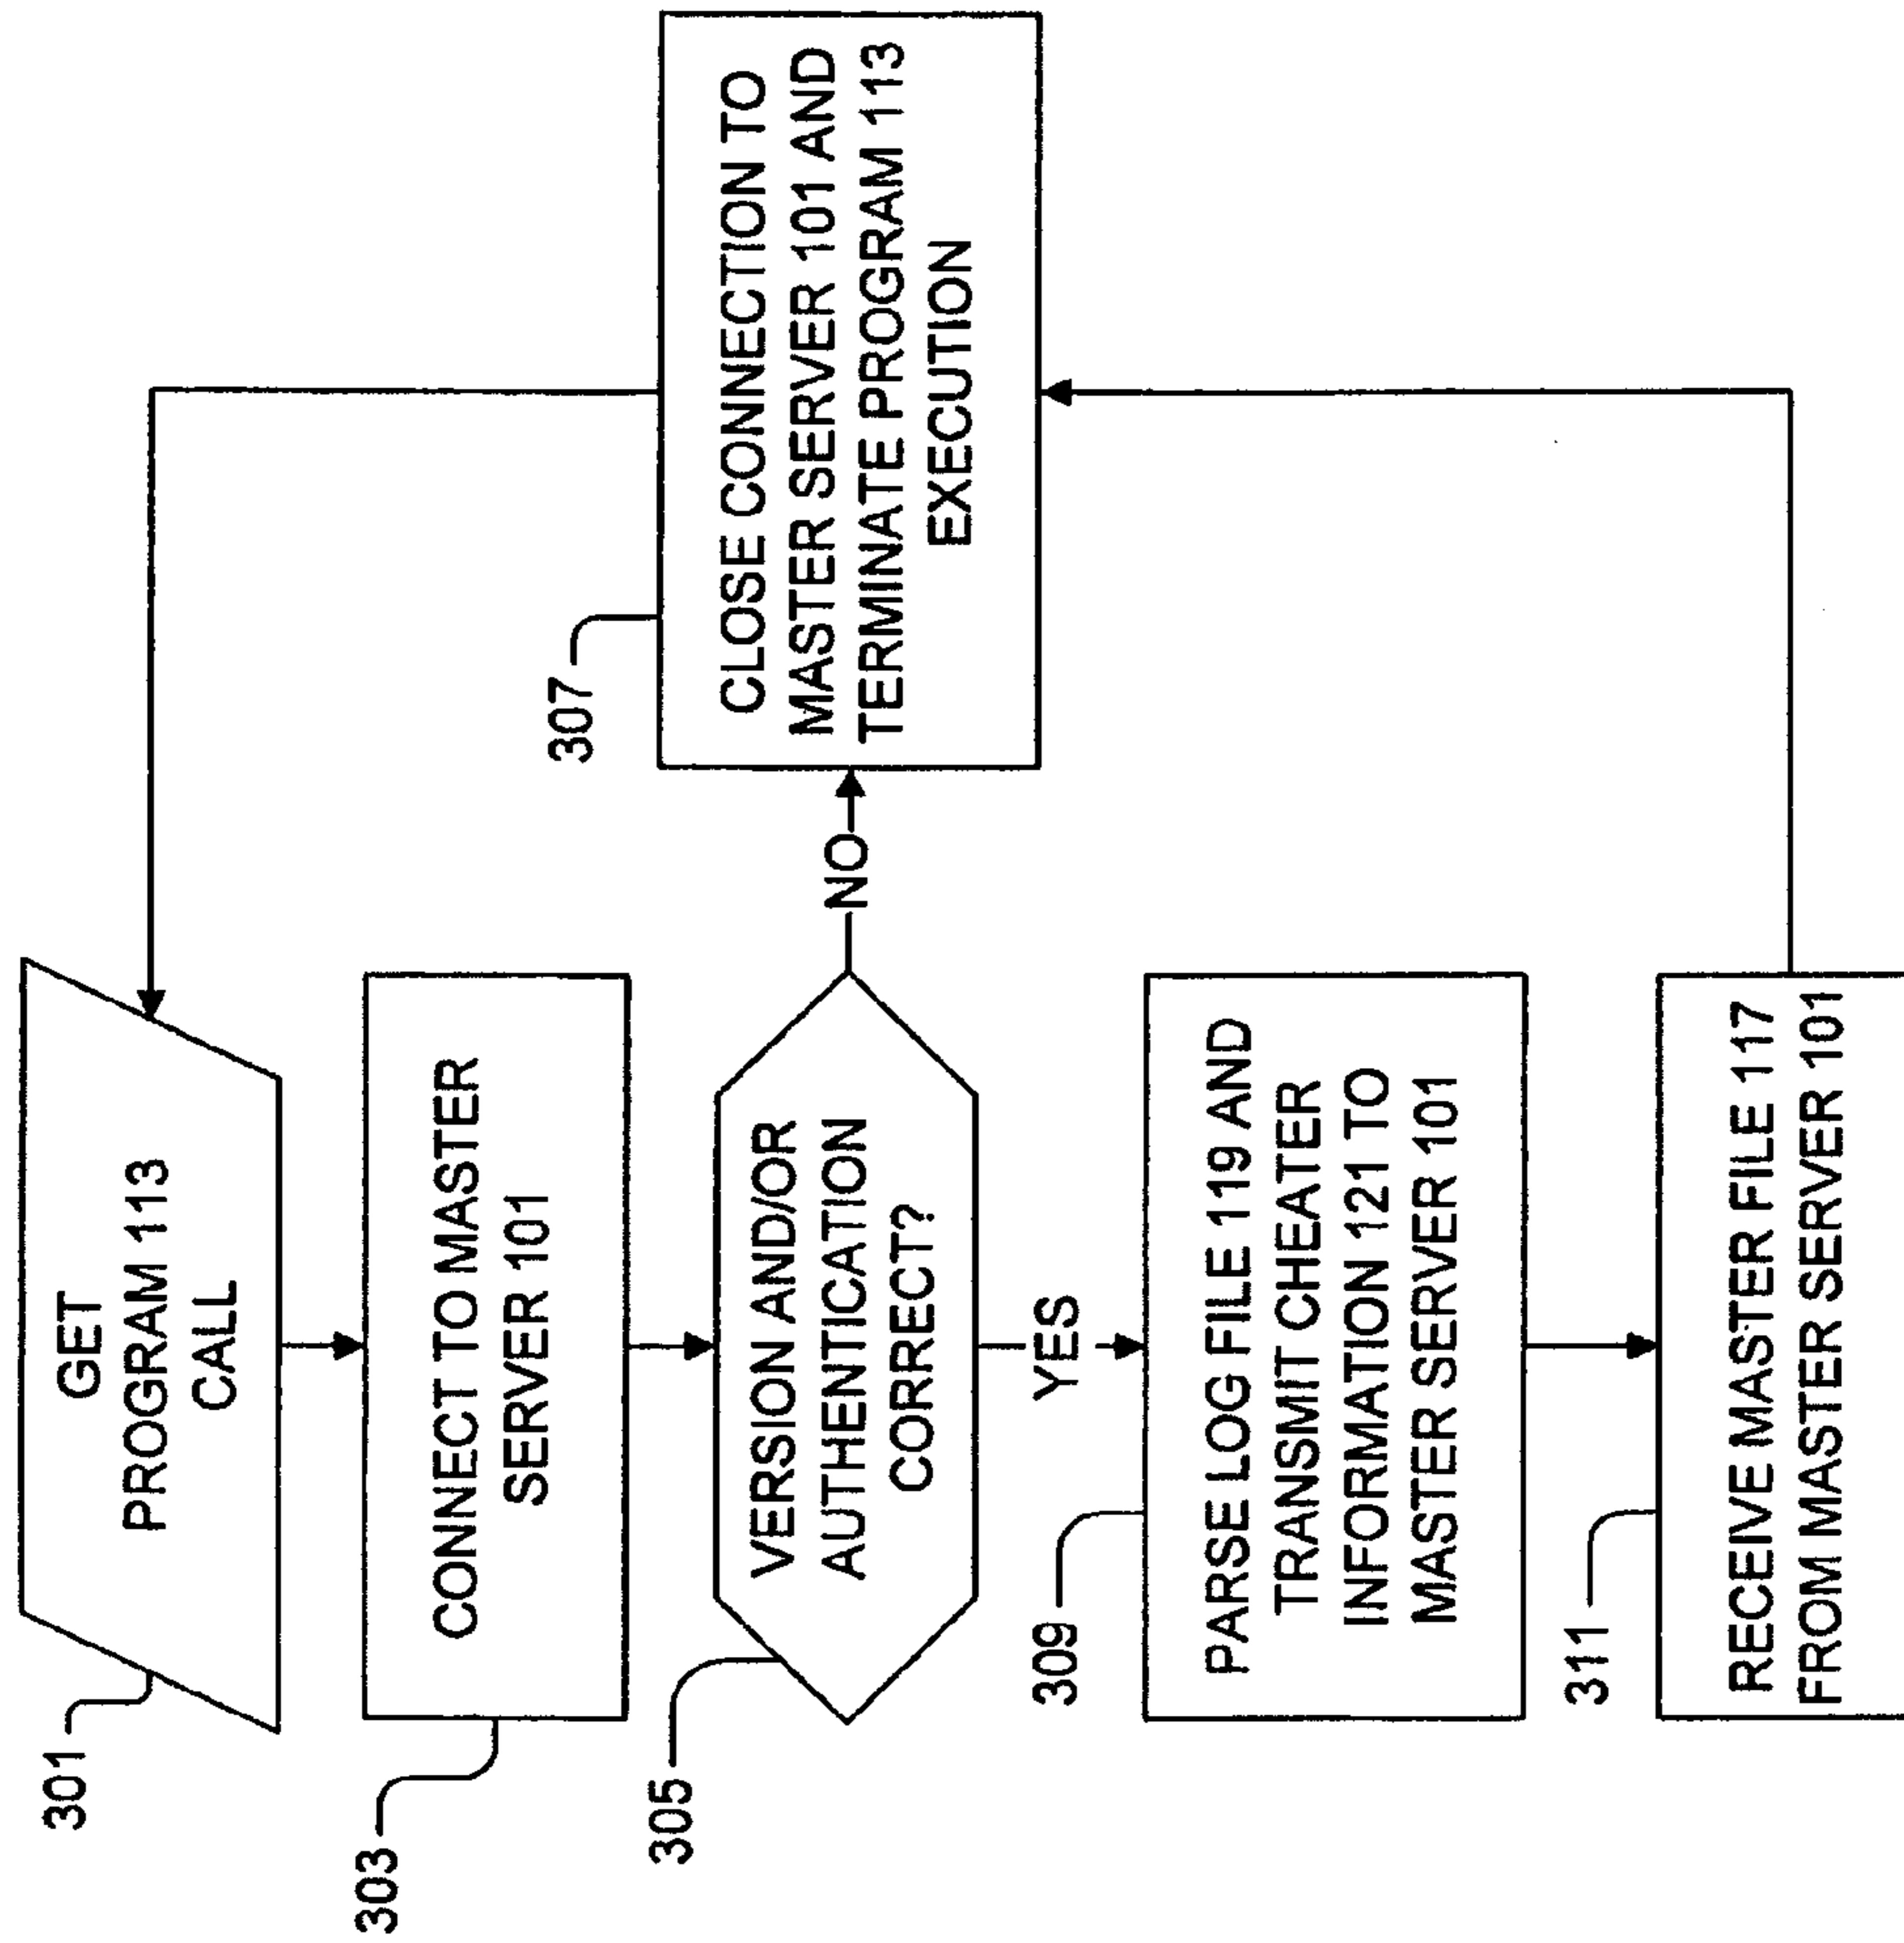 301
GET
PROGRAM 113
CALL
303
CONNECT TO MASTER
SERVER 101
305
VERSION AND/OR
AUTHENTICATION
CORRECT?
NO
307
CLOSE CONNECTION TO
MASTER SERVER 101 AND
TERMINATE PROGRAM 113
EXECUTION
YES
309
PARSE LOG FILE 119 AND
TRANSMIT CHEATER
INFORMATION 121 TO
MASTER SERVER 101
311
RECEIVE MASTER FILE 117
FROM MASTER SERVER 101